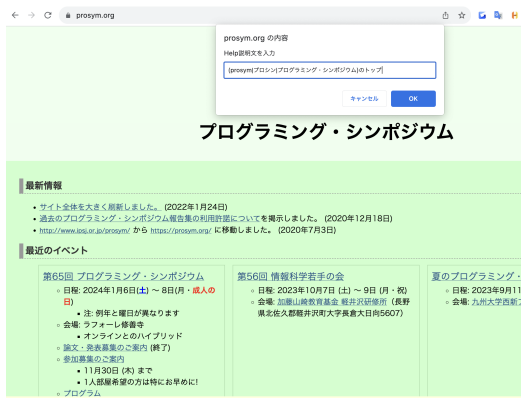 prosym.org
prosym.org の内容
Help説明文を入力
(prosym|プロシン|プログラミング・シンポジウム)のトップ
キャンセル
OK
プログラミング・シンポジウム
最新情報
サイト全体を大きく刷新しました。 (2022年1月24日)
過去のプログラミング・シンポジウム報告集の利用許諾についてを掲示しました。 (2020年12月18日)
http://www.ipsj.or.jp/prosym/ から https://prosym.org/ に移動しました。 (2020年7月3日)
最近のイベント
第65回 プログラミング・シンポジウム
日程: 2024年1月6日(土) ～ 8日(月・成人の
日)
注: 例年と曜日が異なります
会場: ラフォーレ修善寺
オンラインとのハイブリッド
論文・発表募集のご案内 (終了)
参加募集のご案内
11月30日 (木) まで
1人部屋希望の方は特にお早めに!
プログラム
第56回 情報科学若手の会
日程: 2023年10月7日 (土) ～ 9日 (月・祝)
会場: 加藤山崎教育基金 軽井沢研修所（長野
県北佐久郡軽井沢町大字長倉大日向5607）
夏のプログラミング・
日程: 2023年9月11
会場: 九州大学西新プ